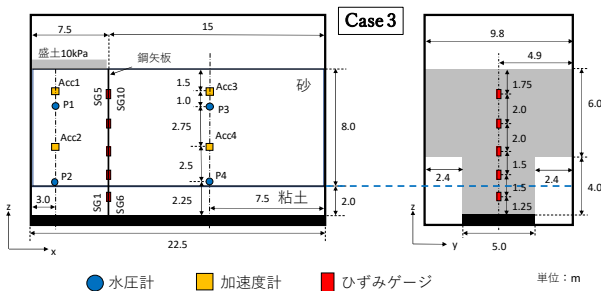 Case 3
7.5
15
盛土10kPa
鋼矢板
Acc1
P1
SG5
SG10
1.5
1.0
Acc3
P3
砂
2.75
8.0
Acc2
Acc4
2.5
P2
P4
3.0
SG1
SG6
2.25
7.5
粘土
2.0
22.5
z
x
9.8
4.9
1.75
2.0
2.0
6.0
1.5
2.4
2.4
1.5
4.0
1.25
z
y
5.0
水圧計
加速度計
ひずみゲージ
単位：m